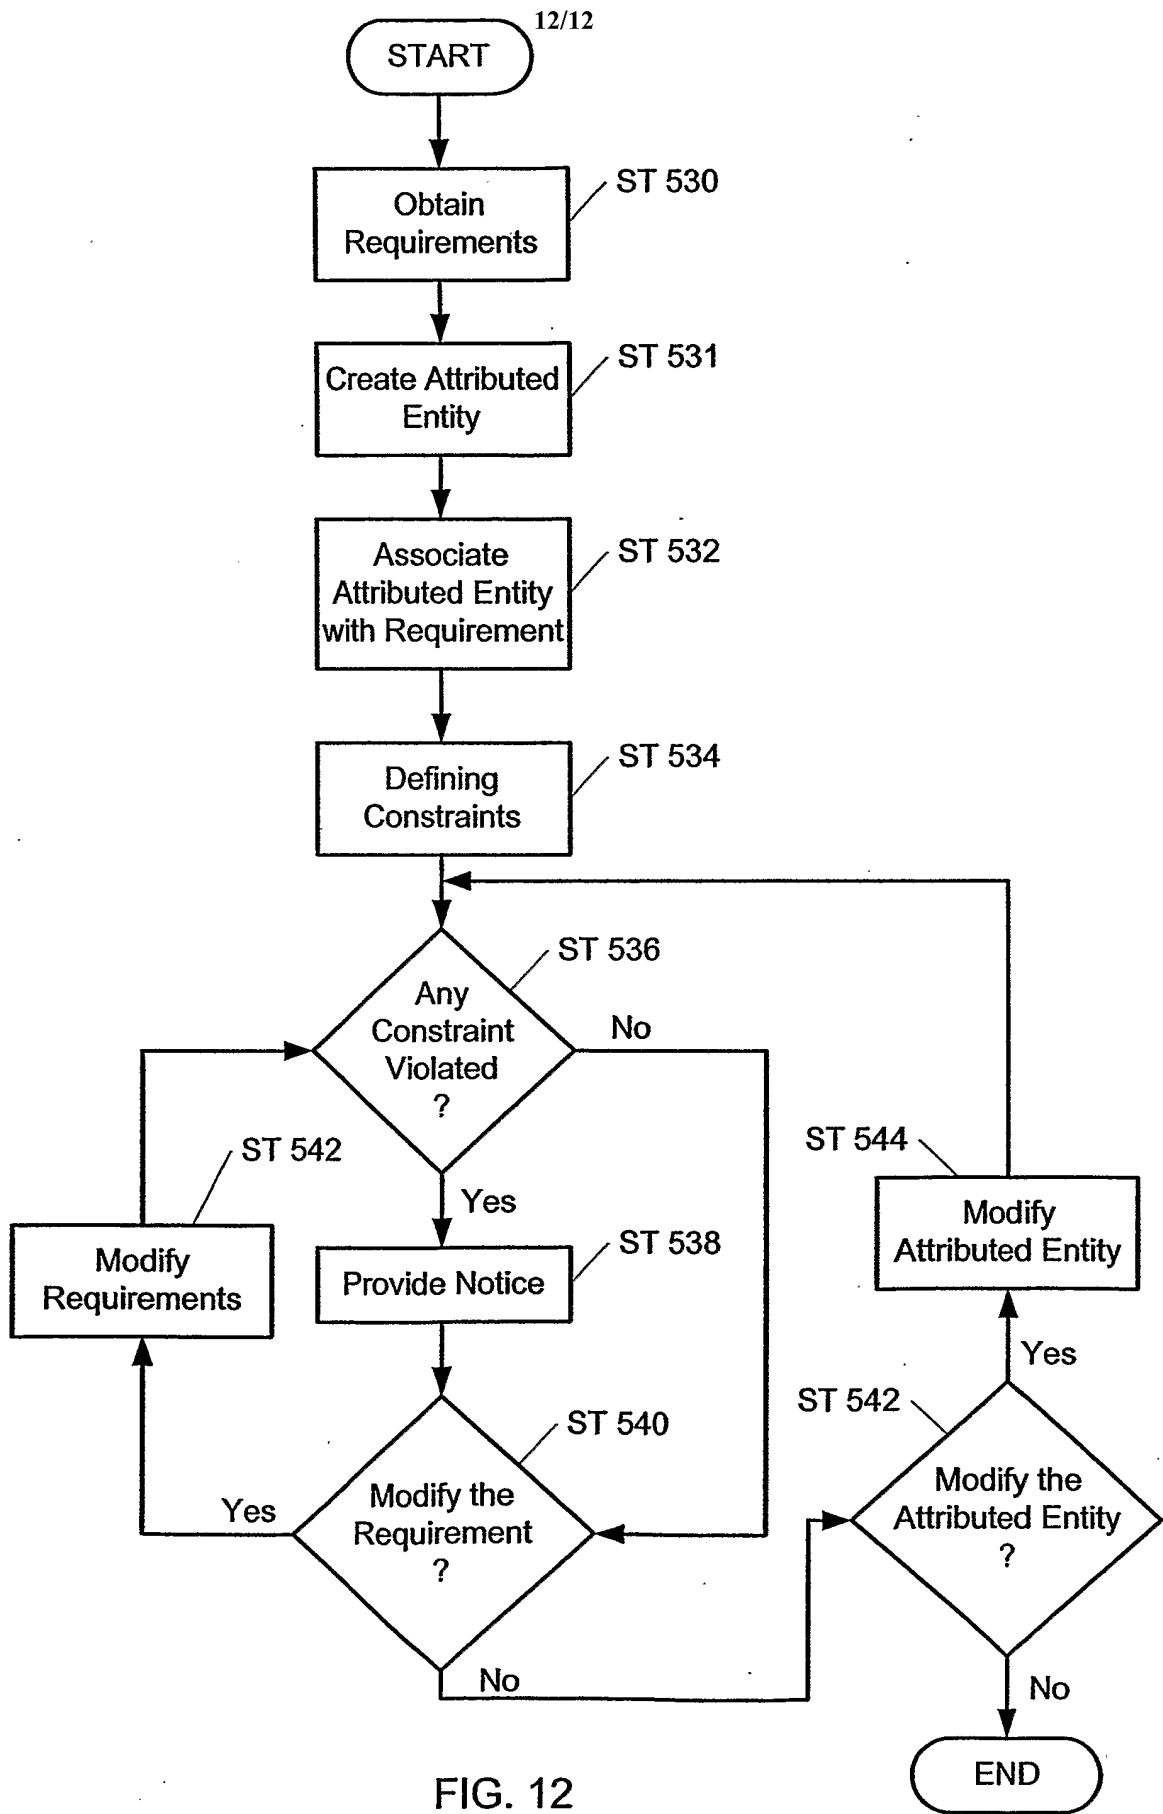 12/12
START
ST 530
Obtain
Requirements
ST 531
Create Attributed
Entity
ST 532
Associate
Attributed Entity
with Requirement
ST 534
Defining
Constraints
ST 536
Any
Constraint
Violated
?
No
Yes
ST 542
Modify
Requirements
ST 538
Provide Notice
ST 544
Modify
Attributed Entity
Yes
ST 540
Modify the
Requirement
?
Yes
No
ST 542
Modify the
Attributed Entity
?
No
END
FIG. 12